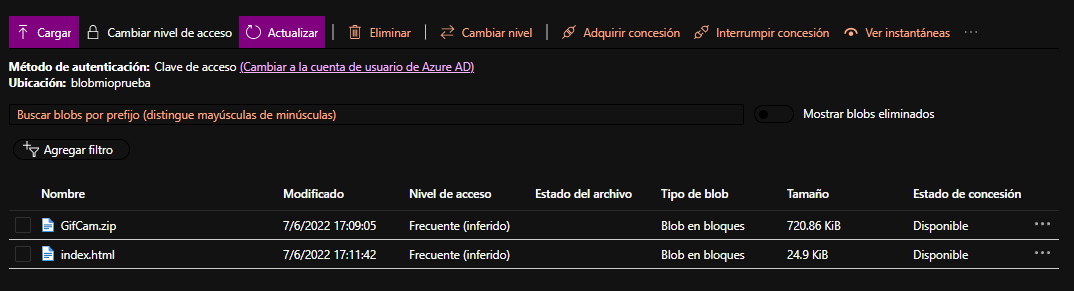 Cargar Cambiar nivel de acceso Actualizar Eliminar Cambiar nivel Adquirir concesión Interrumpir concesión Ver instantáneas ...
Método de autenticación: Clave de acceso (Cambiar a la cuenta de usuario de Azure AD)
Ubicación: blobmioprueba
Buscar blobs por prefijo (distingue mayúsculas de minúsculas) Mostrar blobs eliminados
Agregar filtro
Nombre Modificado Nivel de acceso Estado del archivo Tipo de blob Tamaño Estado de concesión
GifCam.zip 7/6/2022 17:09:05 Frecuente (inferido) Blob en bloques 720.86 KiB Disponible ...
index.html 7/6/2022 17:11:42 Frecuente (inferido) Blob en bloques 24.9 KiB Disponible ...